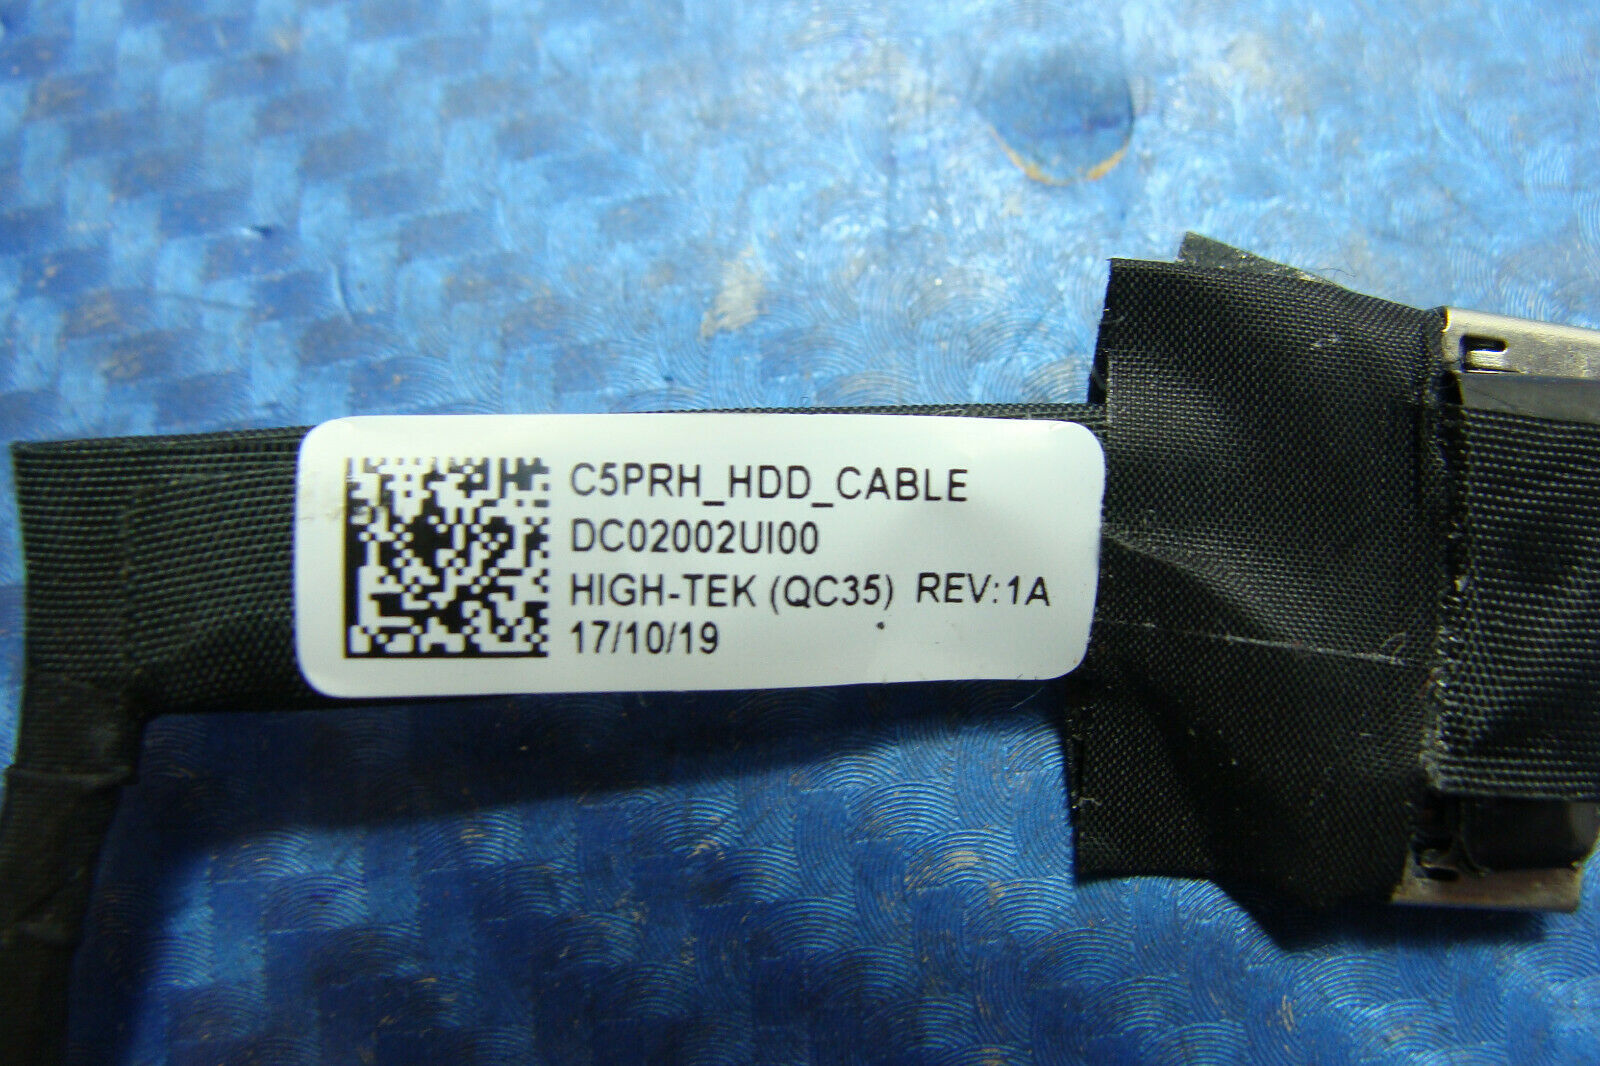 C5PRH_HDD_CABLE
DC02002UI00
HIGH-TEK (QC35) REV:1A
17/10/19